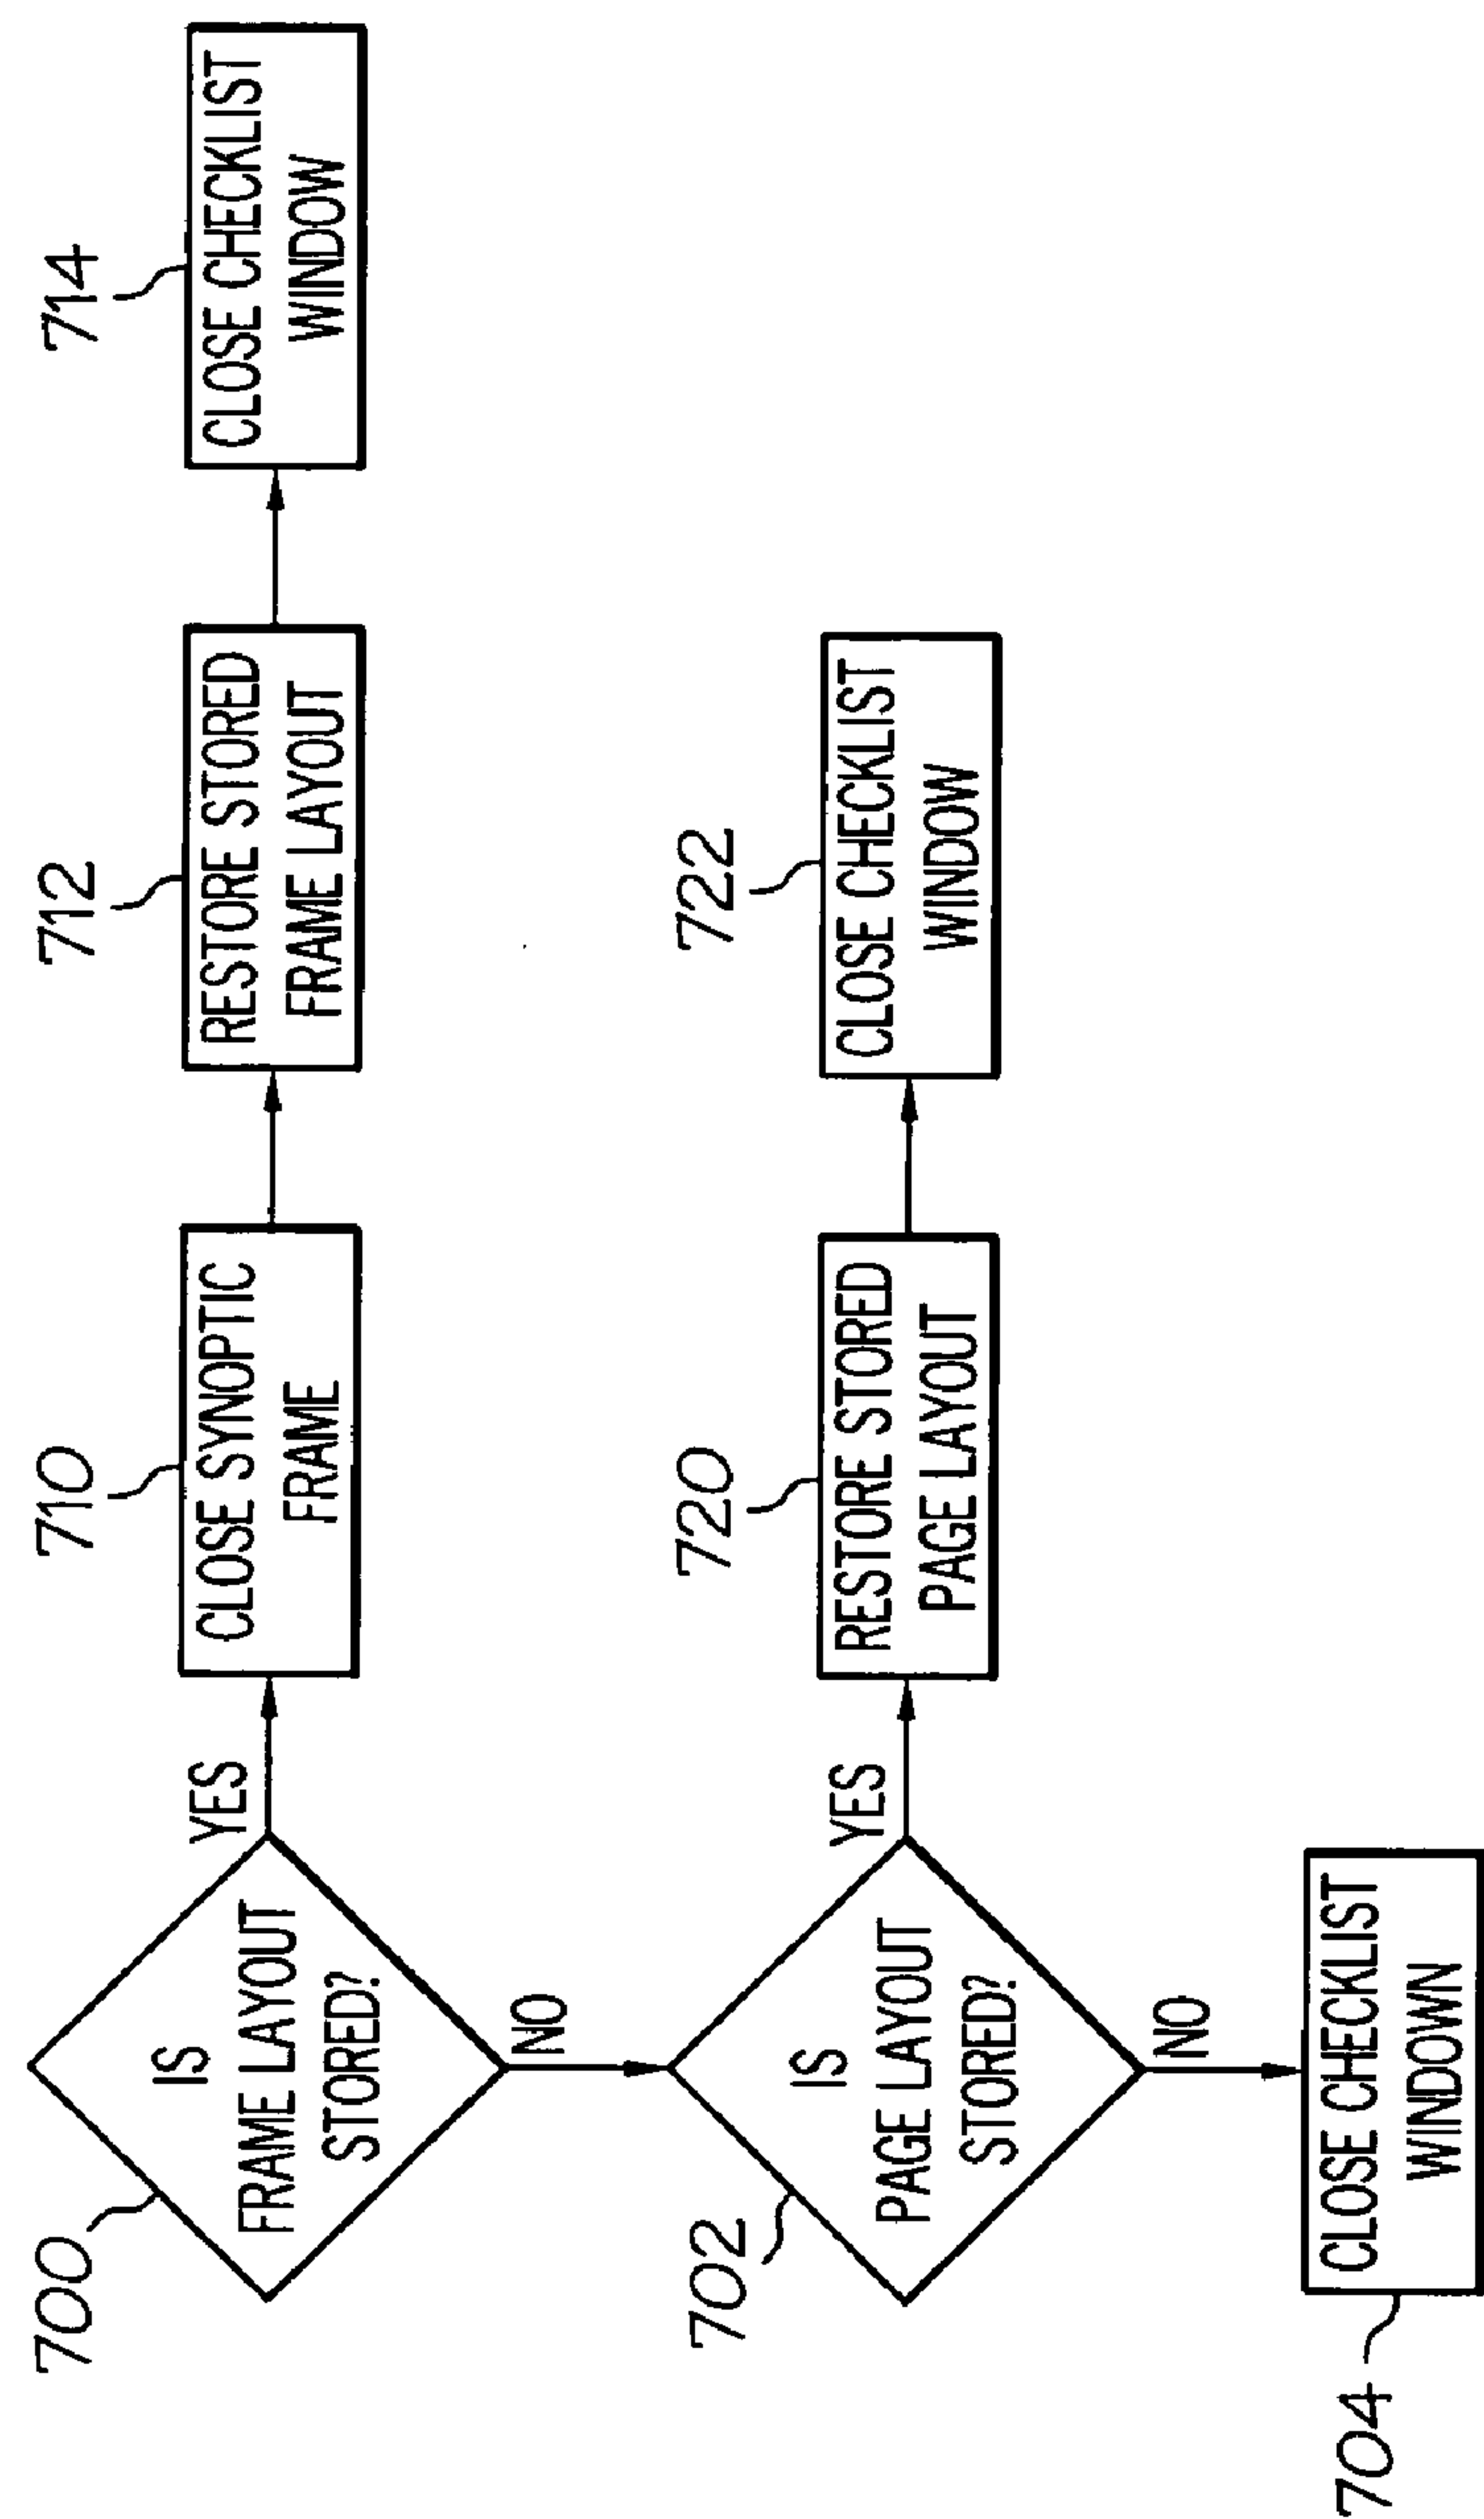 700
IS
FRAME LAYOUT
STORED?
YES
710
CLOSE SYNOPTIC
FRAME
712
RESTORE STORED
FRAME LAYOUT
714
CLOSE CHECKLIST
WINDOW
NO
702
IS
PAGE LAYOUT
STORED?
YES
720
RESTORE STORED
PAGE LAYOUT
722
CLOSE CHECKLIST
WINDOW
NO
704
CLOSE CHECKLIST
WINDOW